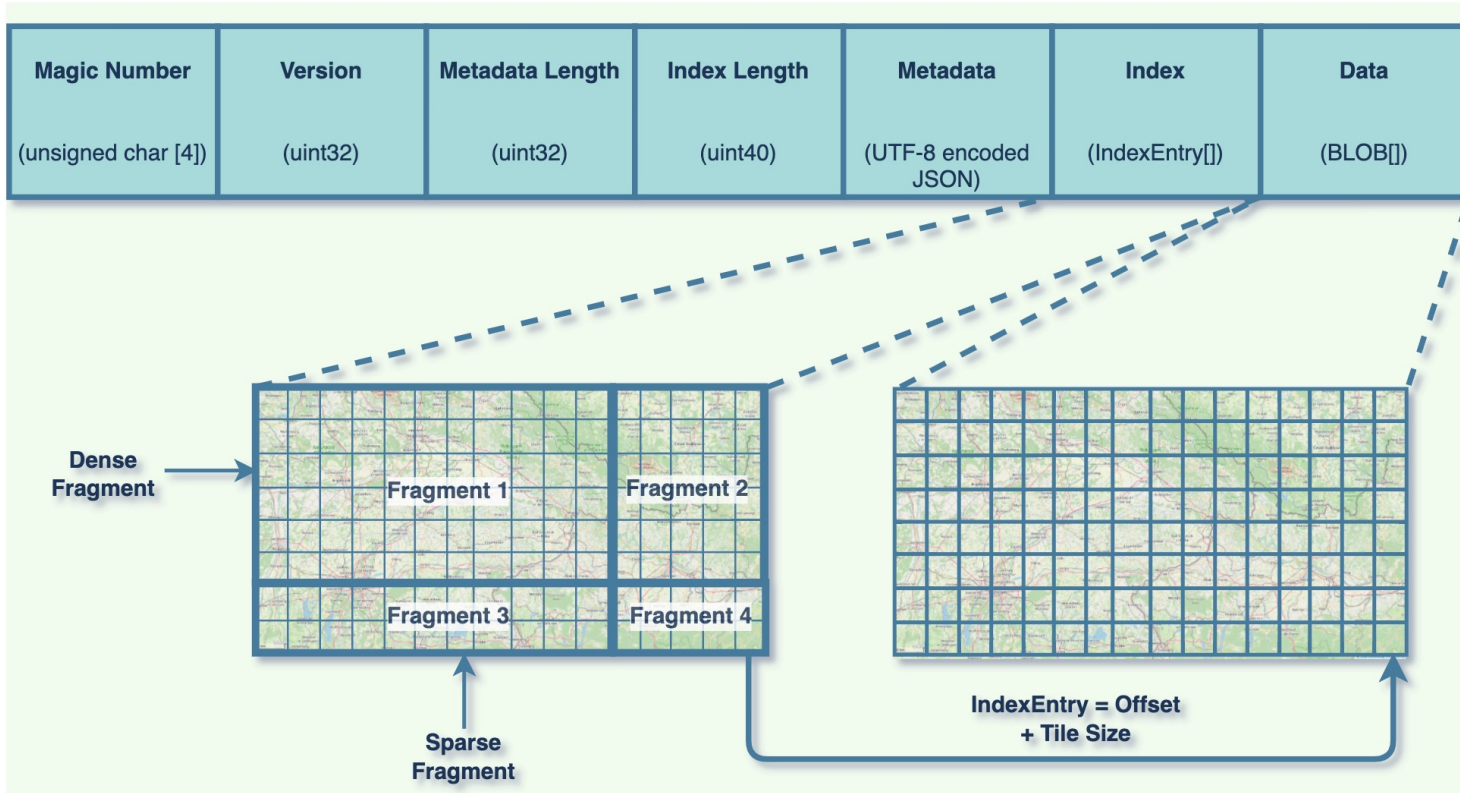 Magic Number
Version
Metadata Length
Index Length
Metadata
Index
Data
(unsigned char [4])
(uint32)
(uint32)
(uint40)
(UTF-8 encoded
JSON)
(IndexEntry[])
(BLOB[])
Dense
Fragment
Fragment 1
Fragment 2
Fragment 3
Fragment 4
Sparse
Fragment
IndexEntry = Offset
+ Tile Size